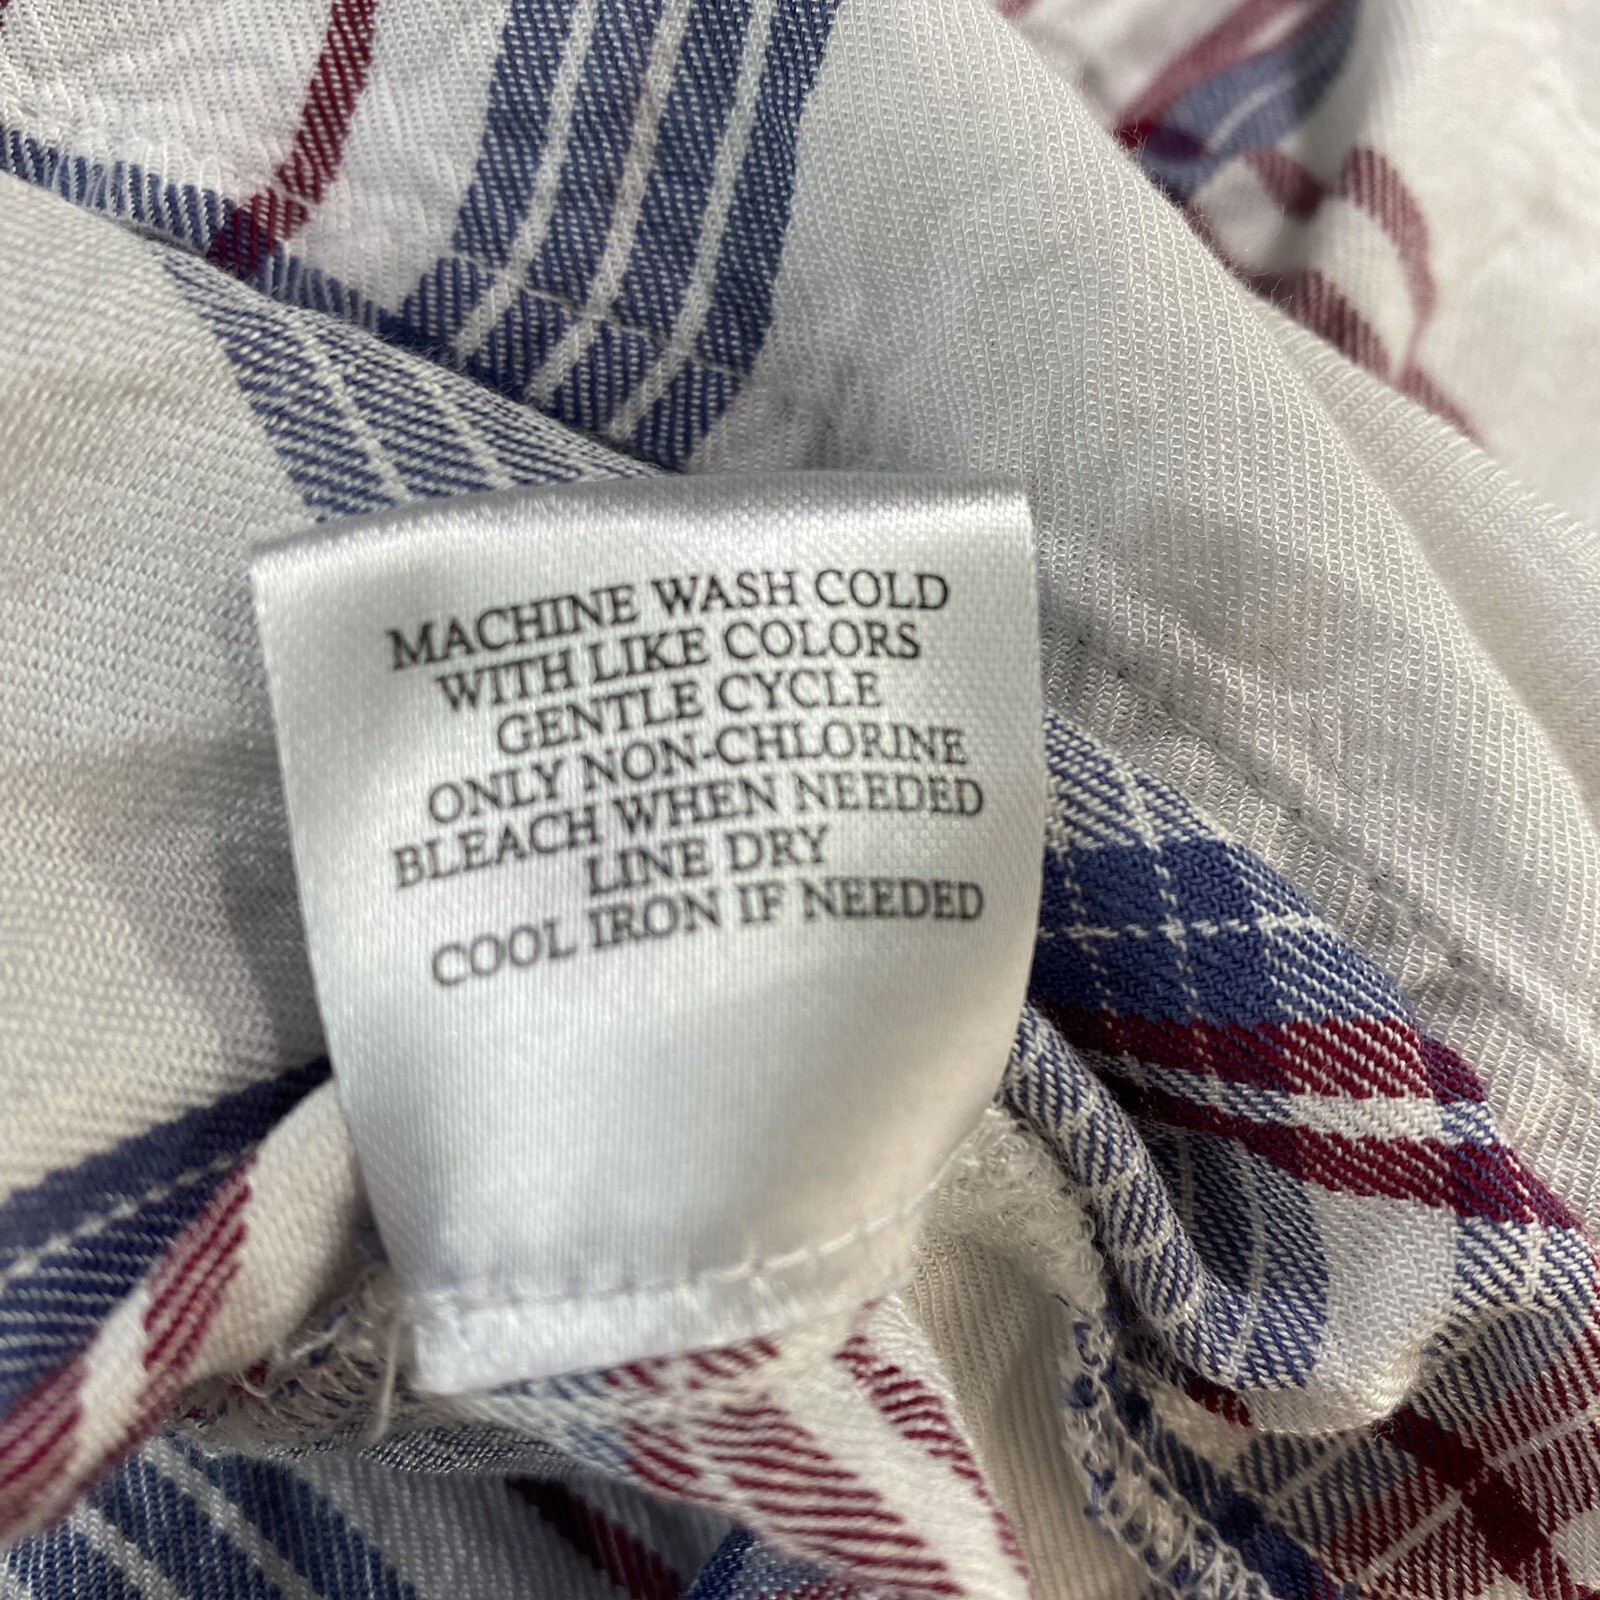 MACHINE WASH COLD
WITH LIKE COLORS
GENTLE CYCLE
ONLY NON-CHLORINE
BLEACH WHEN NEEDED
LINE DRY
COOL IRON IF NEEDED